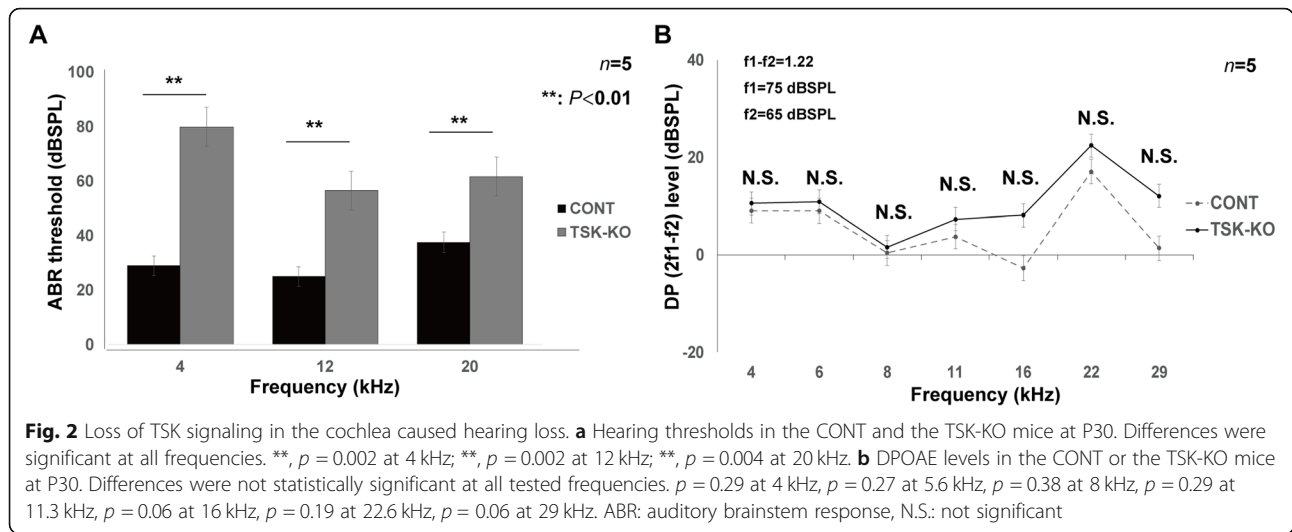 A
100
80
60
40
20
0
ABR threshold (dBSPL)
**
**
**
n=5
**: P<0.01
CONT
TSK-KO
4
12
20
Frequency (kHz)
B
40
20
0
-20
DP (2f1-f2) level (dBSPL)
f1-f2=1.22
f1=75 dBSPL
f2=65 dBSPL
n=5
N.S.
N.S.
N.S.
N.S.
N.S.
N.S.
N.S.
CONT
TSK-KO
4
6
8
11
16
22
29
Frequency (kHz)
Fig. 2 Loss of TSK signaling in the cochlea caused hearing loss. a Hearing thresholds in the CONT and the TSK-KO mice at P30. Differences were
significant at all frequencies. **, p = 0.002 at 4 kHz; **, p = 0.002 at 12 kHz; **, p = 0.004 at 20 kHz. b DPOAE levels in the CONT or the TSK-KO mice
at P30. Differences were not statistically significant at all tested frequencies. p = 0.29 at 4 kHz, p = 0.27 at 5.6 kHz, p = 0.38 at 8 kHz, p = 0.29 at
11.3 kHz, p = 0.06 at 16 kHz, p = 0.19 at 22.6 kHz, p = 0.06 at 29 kHz. ABR: auditory brainstem response, N.S.: not significant